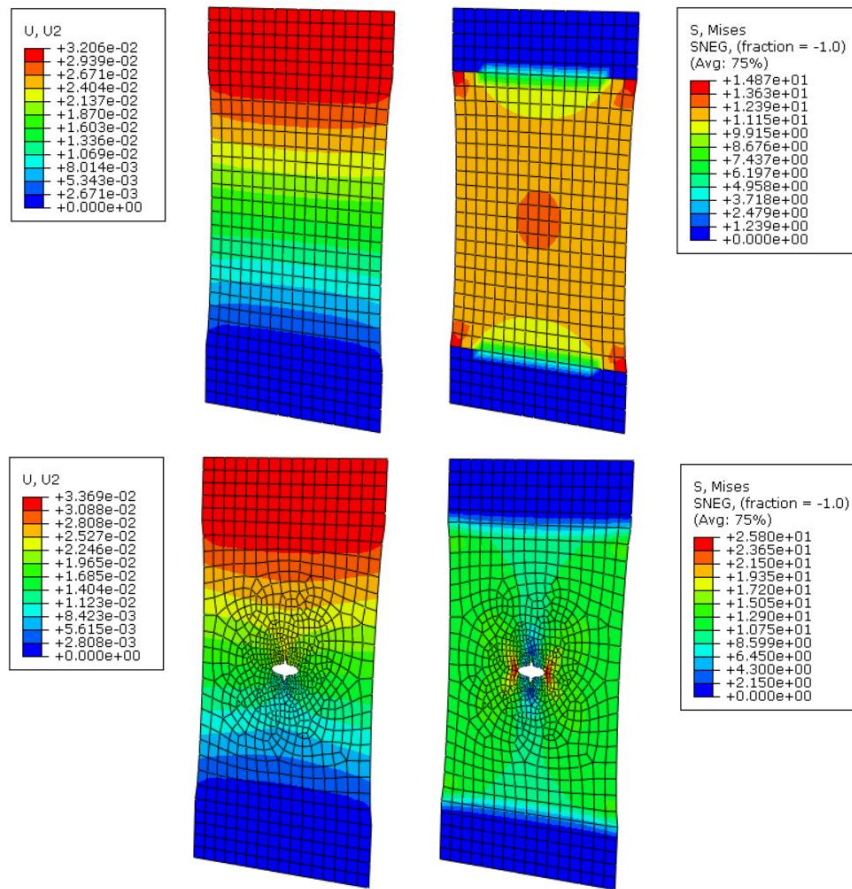 U, U2
+3.206e-02
+2.939e-02
+2.671e-02
+2.404e-02
+2.137e-02
+1.870e-02
+1.603e-02
+1.336e-02
+1.069e-02
+8.014e-03
+5.343e-03
+2.671e-03
+0.000e+00
S, Mises
SNEG, (fraction = -1.0)
(Avg: 75%)
+1.487e+01
+1.363e+01
+1.239e+01
+1.115e+01
+9.915e+00
+8.676e+00
+7.437e+00
+6.197e+00
+4.958e+00
+3.718e+00
+2.479e+00
+1.239e+00
+0.000e+00
U, U2
+3.369e-02
+3.088e-02
+2.808e-02
+2.527e-02
+2.246e-02
+1.965e-02
+1.685e-02
+1.404e-02
+1.123e-02
+8.423e-03
+5.615e-03
+2.808e-03
+0.000e+00
S, Mises
SNEG, (fraction = -1.0)
(Avg: 75%)
+2.580e+01
+2.365e+01
+2.150e+01
+1.935e+01
+1.720e+01
+1.505e+01
+1.290e+01
+1.075e+01
+8.599e+00
+6.450e+00
+4.300e+00
+2.150e+00
+0.000e+00